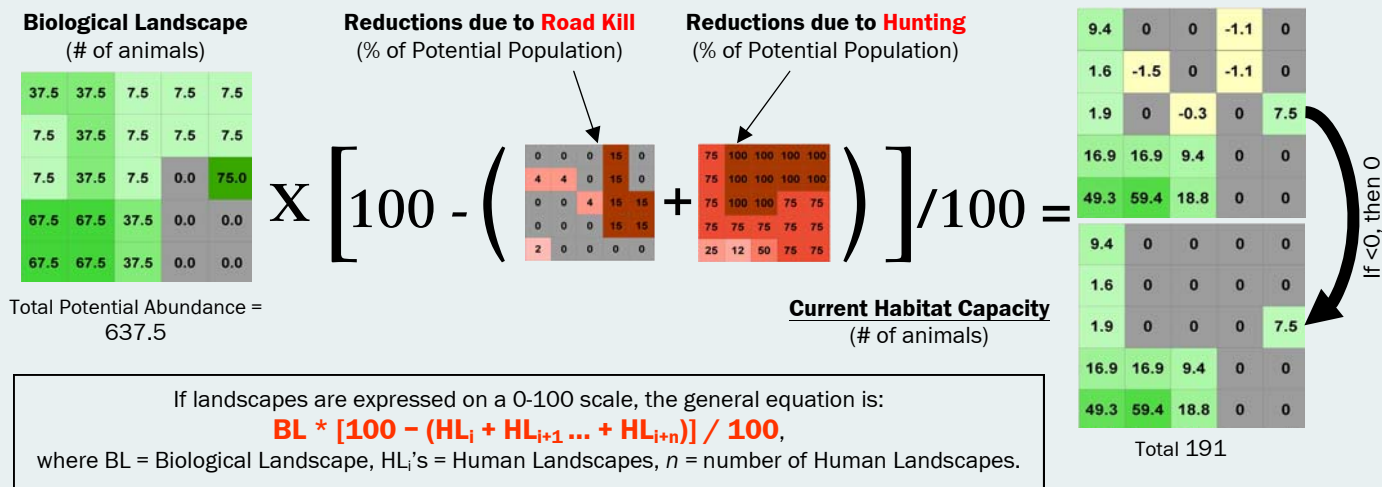 Biological Landscape
(# of animals)
37.5 37.5 7.5 7.5 7.5
7.5 37.5 7.5 7.5 7.5
7.5 37.5 7.5 0.0 75.0
67.5 67.5 37.5 0.0 0.0
67.5 67.5 37.5 0.0 0.0
Total Potential Abundance =
637.5
X [100 - (
Reductions due to Road Kill
(% of Potential Population)
0 0 0 15 0
4 4 0 15 0
0 0 4 15 15
0 0 0 15 15
2 0 0 0 0
+
Reductions due to Hunting
(% of Potential Population)
75 100 100 100 100
75 100 100 100 100
75 100 100 75 75
75 75 75 75 75
25 12 50 75 75
)]/100 =
9.4 0 0 -1.1 0
1.6 -1.5 0 -1.1 0
1.9 0 -0.3 0 7.5
16.9 16.9 9.4 0 0
49.3 59.4 18.8 0 0
If <0, then 0
Current Habitat Capacity
(# of animals)
9.4 0 0 0 0
1.6 0 0 0 0
1.9 0 0 0 7.5
16.9 16.9 9.4 0 0
49.3 59.4 18.8 0 0
Total 191
If landscapes are expressed on a 0-100 scale, the general equation is:
BL * [100 – (HLi + HLi+1 ... + HLi+n)] / 100,
where BL = Biological Landscape, HLi's = Human Landscapes, n = number of Human Landscapes.